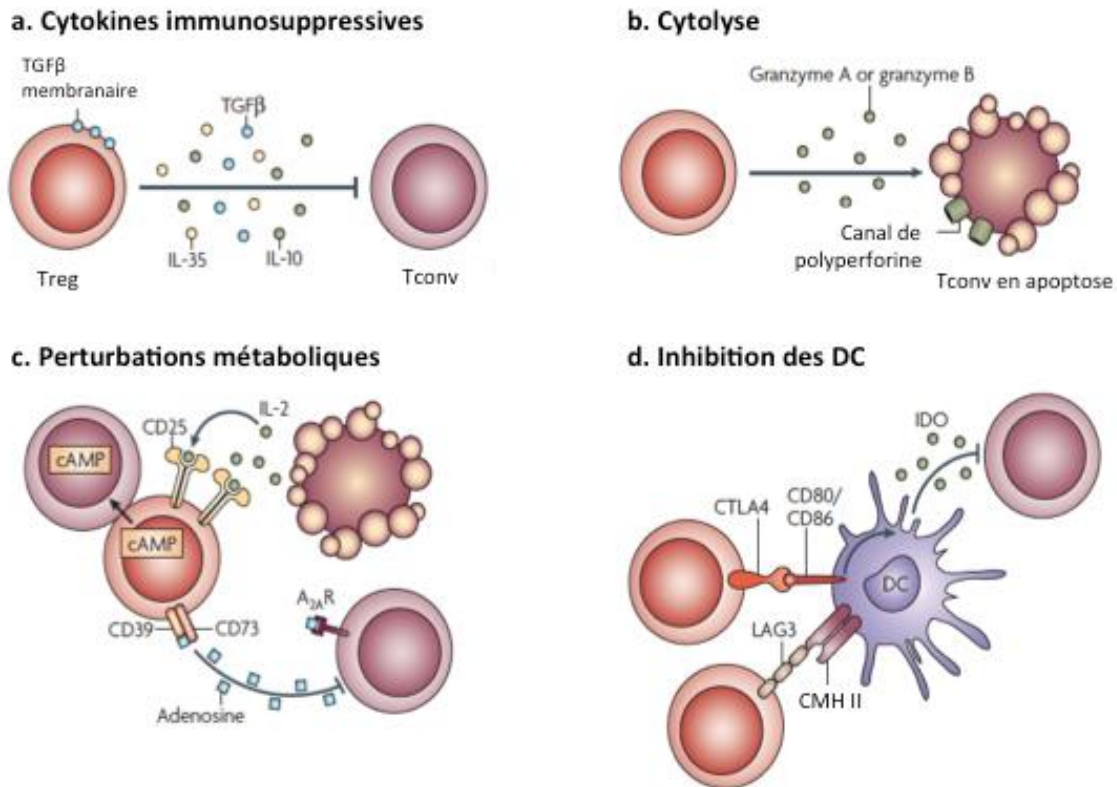 a. Cytokines immunosuppressives
TGFβ
membranaire
TGFβ
IL-35
IL-10
Treg
Tconv
b. Cytolyse
Granzyme A or granzyme B
Canal de
polyperforine
Tconv en apoptose
c. Perturbations métaboliques
IL-2
CD25
cAMP
cAMP
A2AR
CD39
CD73
Adenosine
d. Inhibition des DC
IDO
CTLA4
CD80/
CD86
DC
LAG3
CMH II